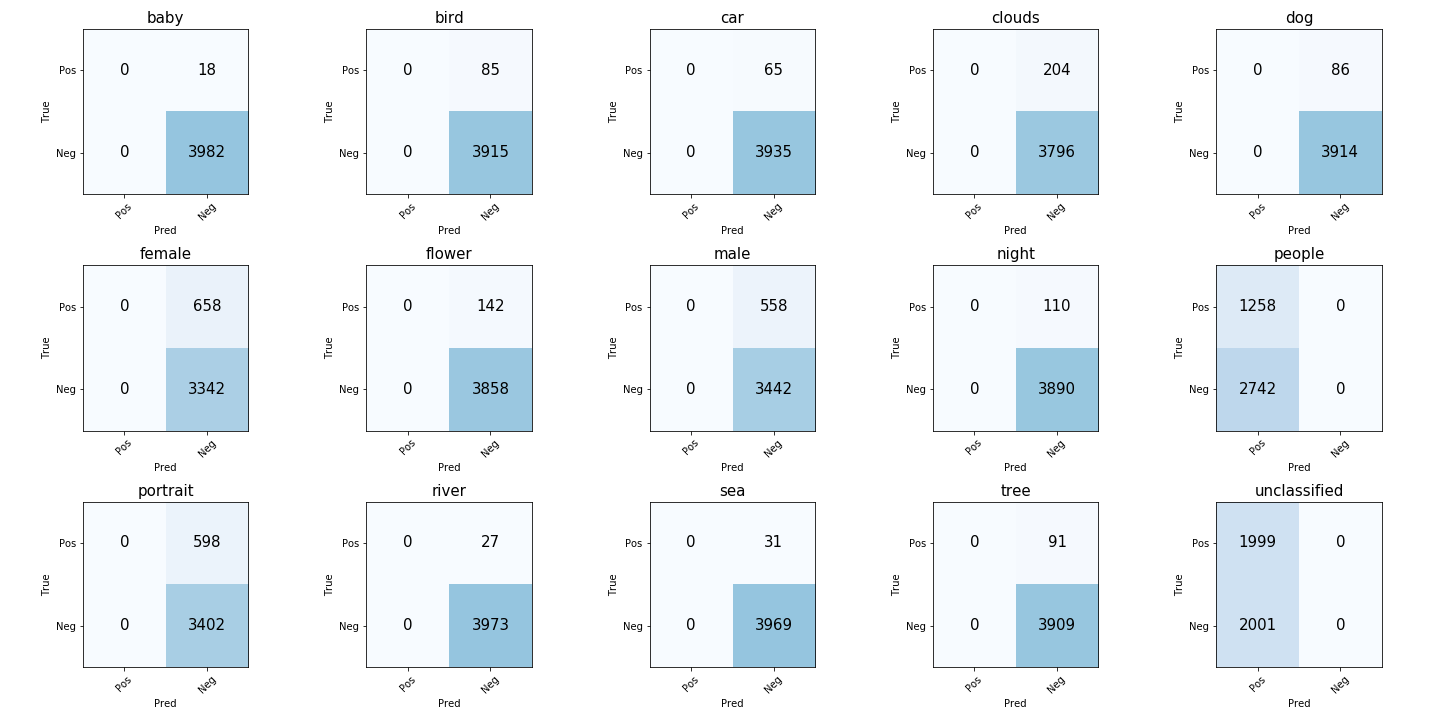 baby
bird
car
clouds
dog
Pos 0 18
Pos 0 85
Pos 0 65
Pos 0 204
Pos 0 86
True
True
True
True
True
Neg 0 3982
Neg 0 3915
Neg 0 3935
Neg 0 3796
Neg 0 3914
Pos Neg
Pos Neg
Pos Neg
Pos Neg
Pos Neg
Pred
Pred
Pred
Pred
Pred
female
flower
male
night
people
Pos 0 658
Pos 0 142
Pos 0 558
Pos 0 110
Pos 1258 0
True
True
True
True
True
Neg 0 3342
Neg 0 3858
Neg 0 3442
Neg 0 3890
Neg 2742 0
Pos Neg
Pos Neg
Pos Neg
Pos Neg
Pos Neg
Pred
Pred
Pred
Pred
Pred
portrait
river
sea
tree
unclassified
Pos 0 598
Pos 0 27
Pos 0 31
Pos 0 91
Pos 1999 0
True
True
True
True
True
Neg 0 3402
Neg 0 3973
Neg 0 3969
Neg 0 3909
Neg 2001 0
Pos Neg
Pos Neg
Pos Neg
Pos Neg
Pos Neg
Pred
Pred
Pred
Pred
Pred